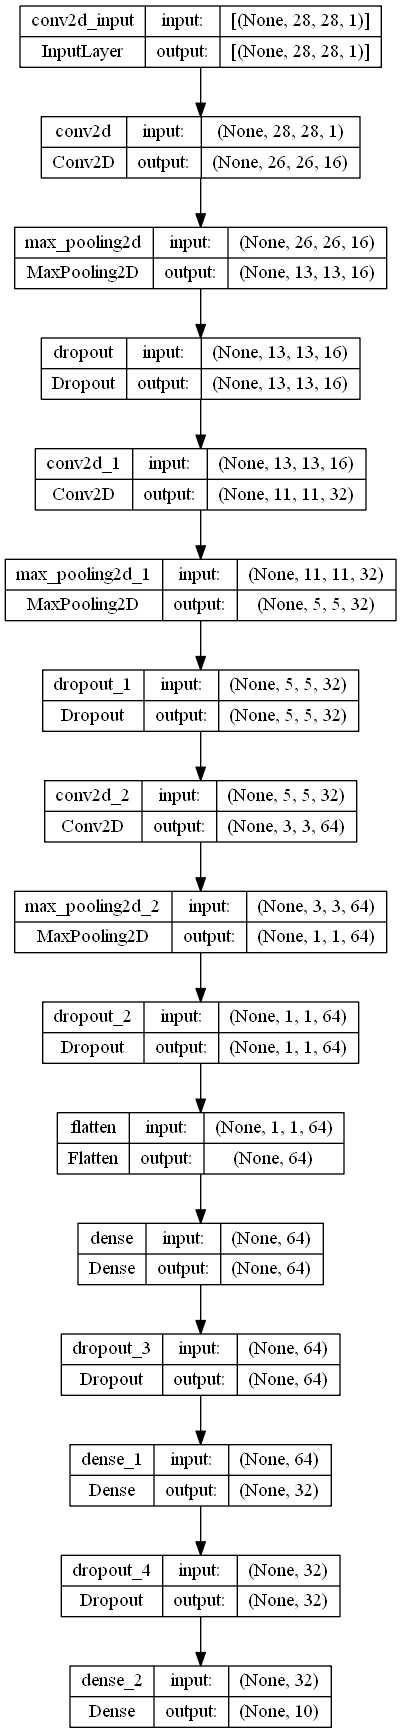 conv2d_input input: [(None, 28, 28, 1)]
InputLayer output: [(None, 28, 28, 1)]
conv2d input: (None, 28, 28, 1)
Conv2D output: (None, 26, 26, 16)
max_pooling2d input: (None, 26, 26, 16)
MaxPooling2D output: (None, 13, 13, 16)
dropout input: (None, 13, 13, 16)
Dropout output: (None, 13, 13, 16)
conv2d_1 input: (None, 13, 13, 16)
Conv2D output: (None, 11, 11, 32)
max_pooling2d_1 input: (None, 11, 11, 32)
MaxPooling2D output: (None, 5, 5, 32)
dropout_1 input: (None, 5, 5, 32)
Dropout output: (None, 5, 5, 32)
conv2d_2 input: (None, 5, 5, 32)
Conv2D output: (None, 3, 3, 64)
max_pooling2d_2 input: (None, 3, 3, 64)
MaxPooling2D output: (None, 1, 1, 64)
dropout_2 input: (None, 1, 1, 64)
Dropout output: (None, 1, 1, 64)
flatten input: (None, 1, 1, 64)
Flatten output: (None, 64)
dense input: (None, 64)
Dense output: (None, 64)
dropout_3 input: (None, 64)
Dropout output: (None, 64)
dense_1 input: (None, 64)
Dense output: (None, 32)
dropout_4 input: (None, 32)
Dropout output: (None, 32)
dense_2 input: (None, 32)
Dense output: (None, 10)